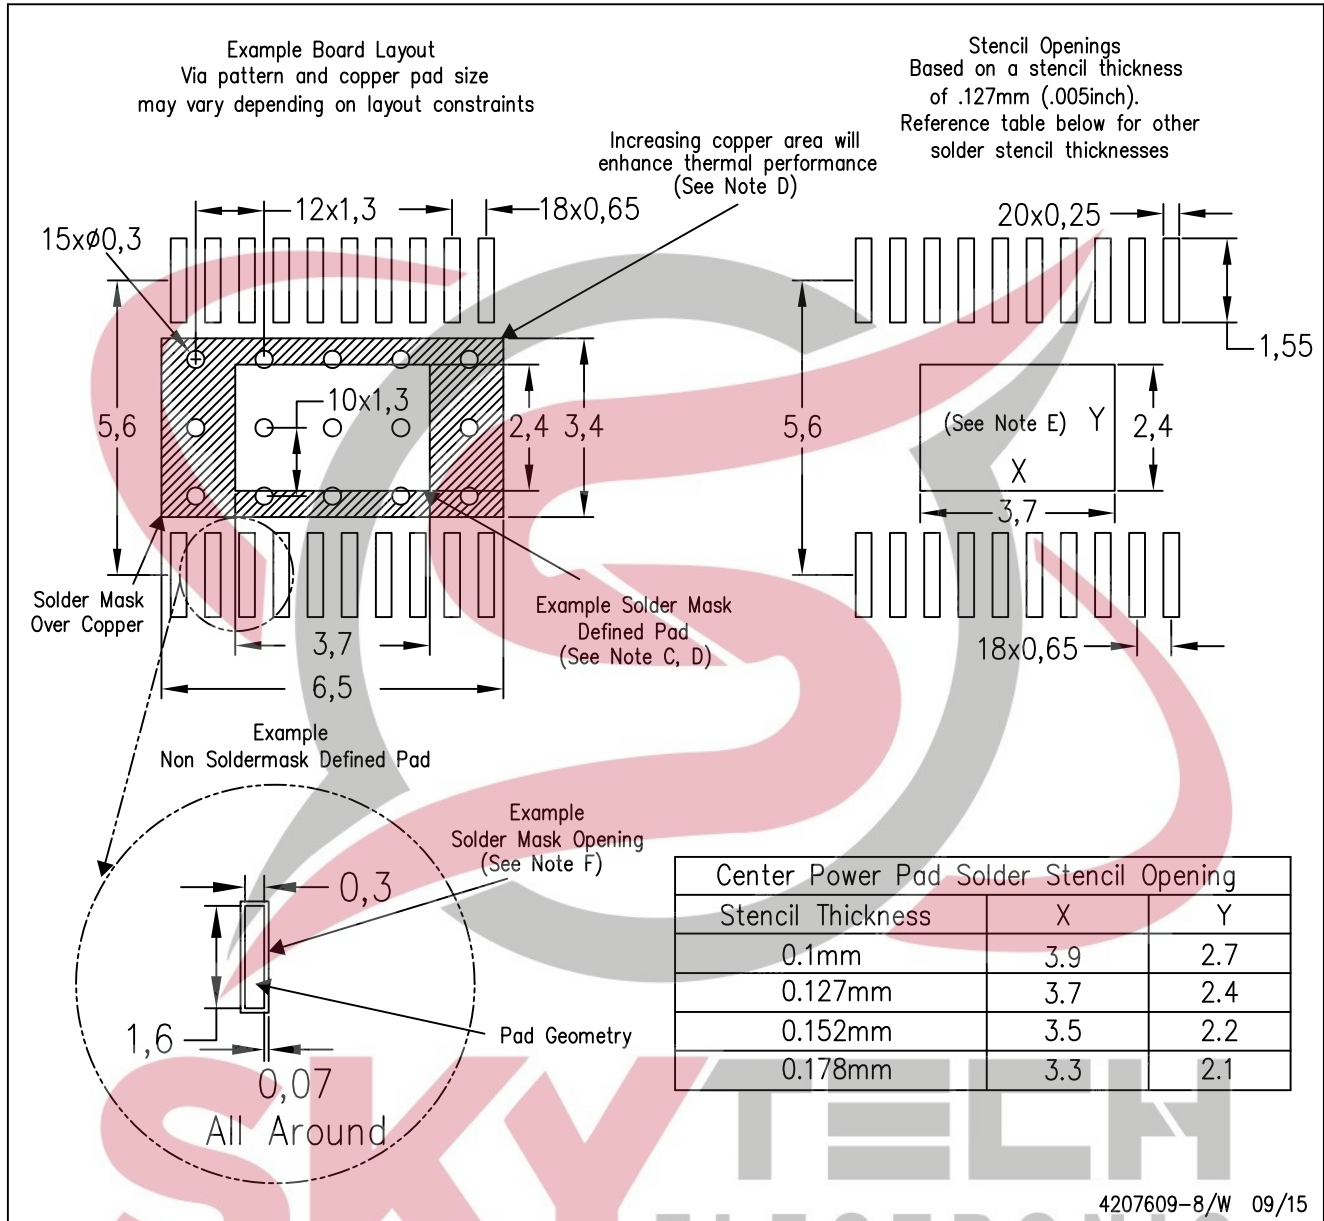 Example Board Layout
Via pattern and copper pad size
may vary depending on layout constraints
Stencil Openings
Based on a stencil thickness
of .127mm (.005inch).
Reference table below for other
solder stencil thicknesses
Increasing copper area will
enhance thermal performance
(See Note D)
12x1,3
18x0,65
15xø0,3
20x0,25
1,55
5,6
10x1,3
2,4
3,4
5,6
(See Note E)
Y
X
2,4
3,7
Solder Mask
Over Copper
3,7
6,5
Example Solder Mask
Defined Pad
(See Note C, D)
18x0,65
Example
Non Soldermask Defined Pad
Example
Solder Mask Opening
(See Note F)
0,3
1,6
Pad Geometry
0,07
All Around
Center Power Pad Solder Stencil Opening
Stencil Thickness X Y
0.1mm 3.9 2.7
0.127mm 3.7 2.4
0.152mm 3.5 2.2
0.178mm 3.3 2.1
SKYTECH
4207609-8/W 09/15